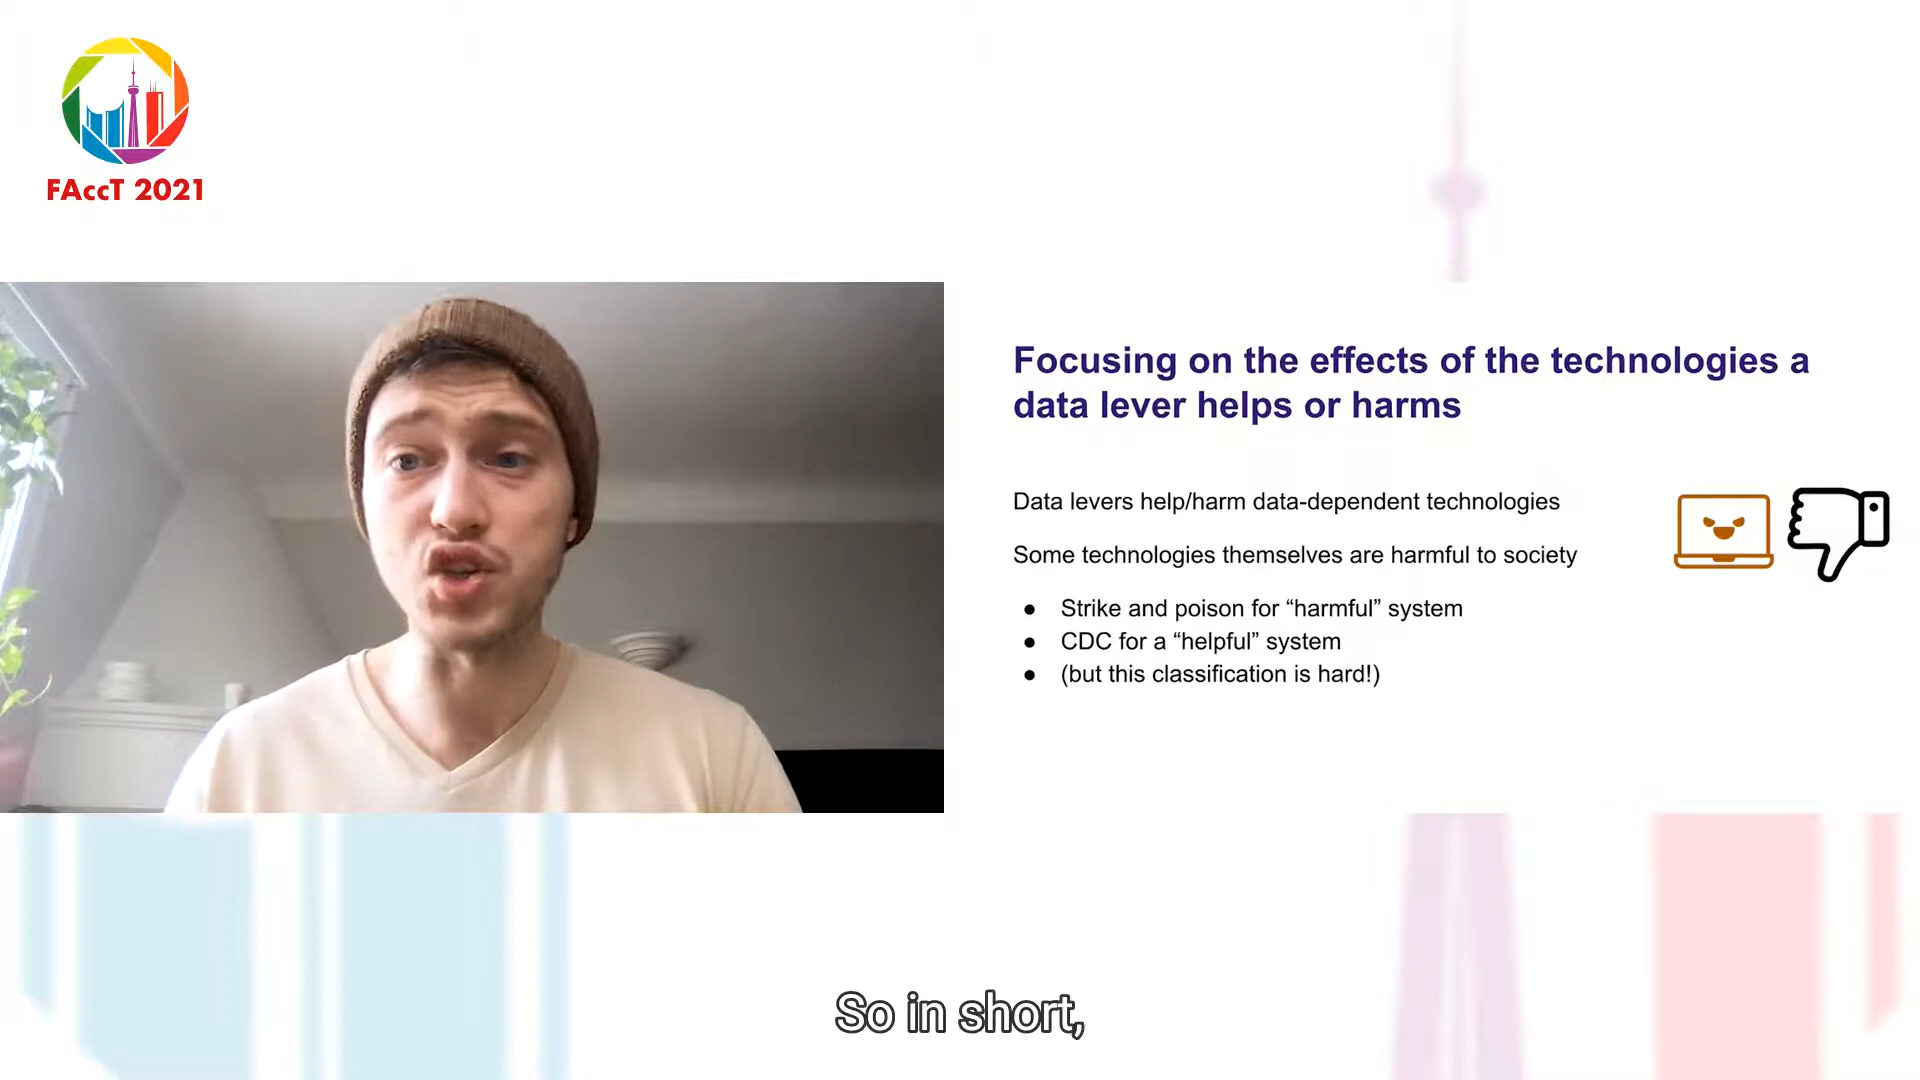 FAccT 2021
Focusing on the effects of the technologies a
data lever helps or harms
Data levers help/harm data-dependent technologies
Some technologies themselves are harmful to society
● Strike and poison for “harmful” system
● CDC for a “helpful” system
● (but this classification is hard!)
So in short,